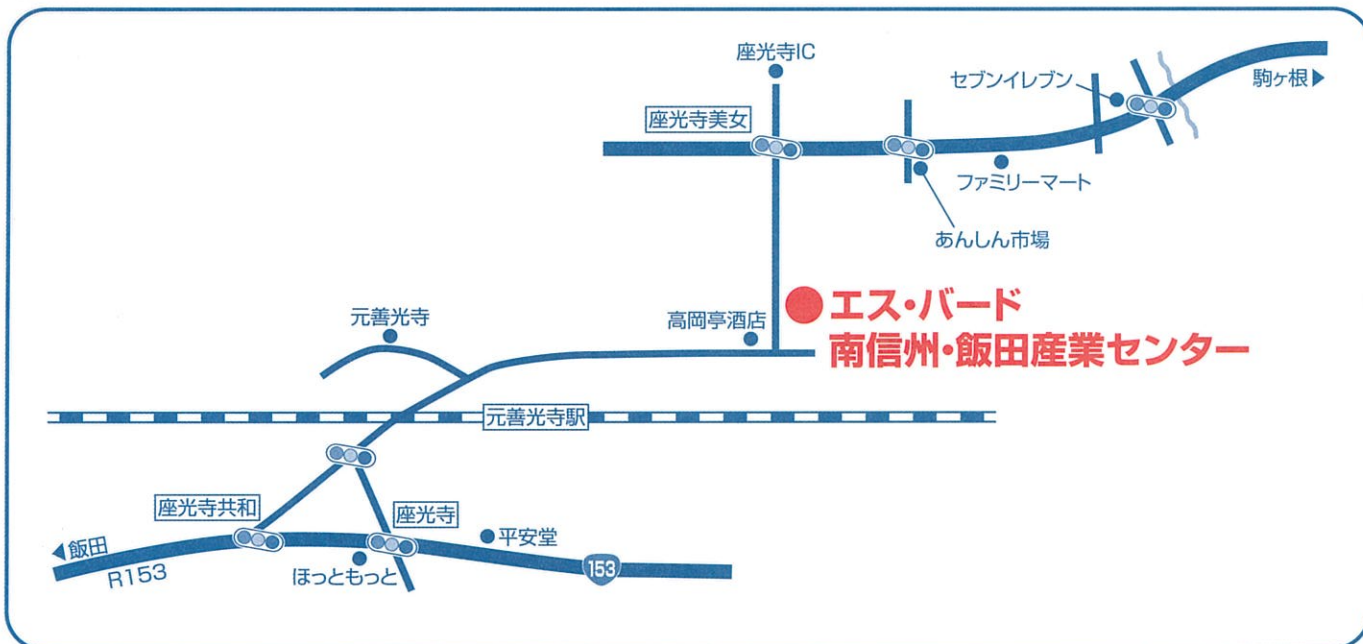 座光寺IC
セブンイレブン
駒ヶ根▶
座光寺美女
ファミリーマート
あんしん市場
エス・バード
南信州・飯田産業センター
元善光寺
高岡亭酒店
元善光寺駅
座光寺共和
座光寺
平安堂
◀飯田
R153
ほっともっと
153